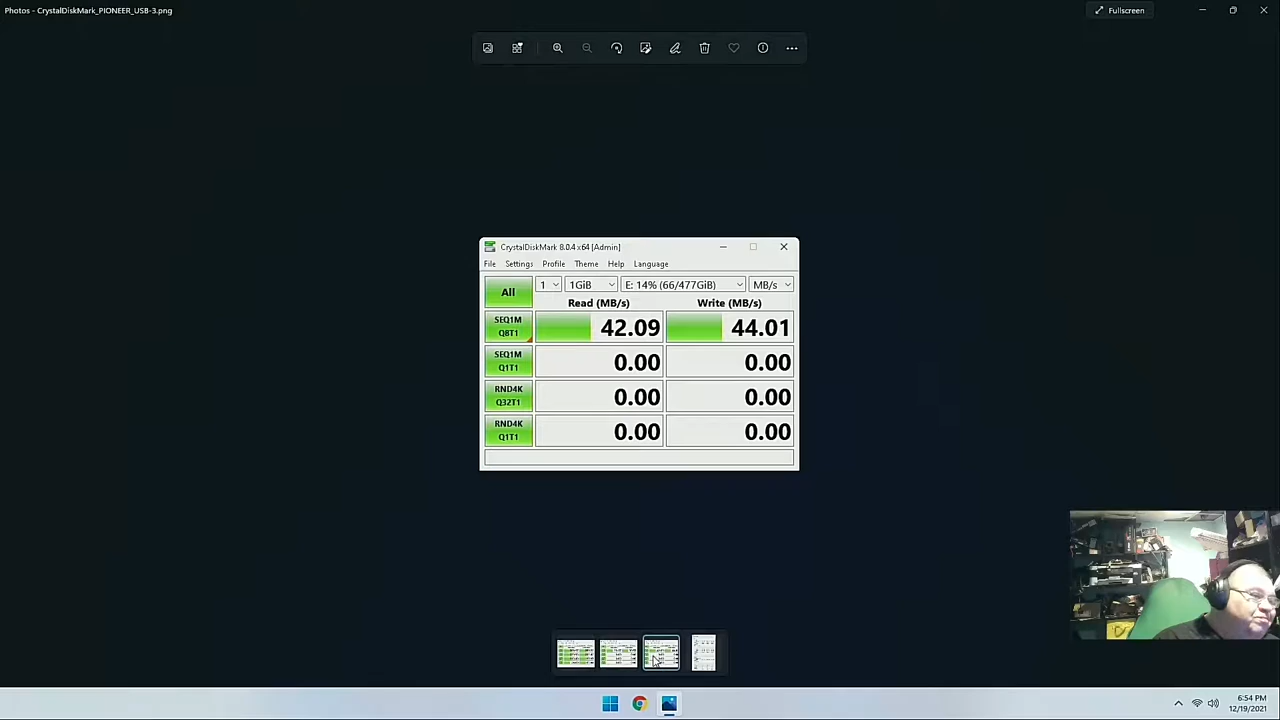 Photos - CrystalDiskMark_PIONEER_USB-3.png
Fullscreen
CrystalDiskMark 8.0.4 x64 [Admin]
File Settings Profile Theme Help Language
All 1 1GiB E: 14% (66/477GiB) MB/s
Read (MB/s) Write (MB/s)
SEQ1M
Q8T1
42.09 44.01
SEQ1M
Q1T1
0.00 0.00
RND4K
Q32T1
0.00 0.00
RND4K
Q1T1
0.00 0.00
6:54 PM
12/19/2021